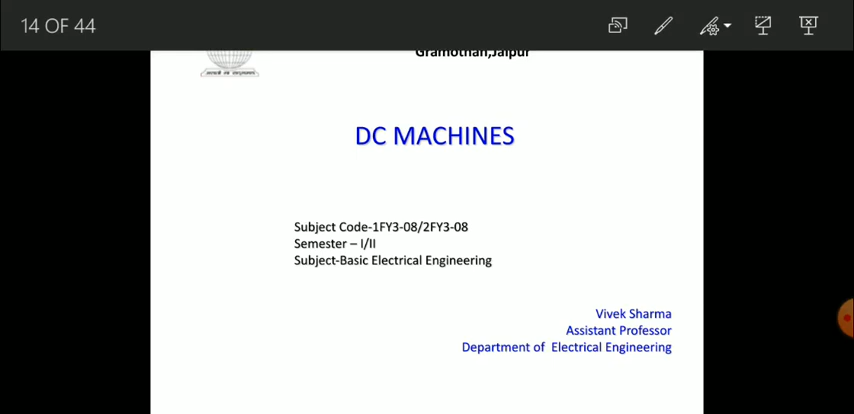 14 OF 44
Gramothan,Jaipur
DC MACHINES
Subject Code-1FY3-08/2FY3-08
Semester – I/II
Subject-Basic Electrical Engineering
Vivek Sharma
Assistant Professor
Department of Electrical Engineering